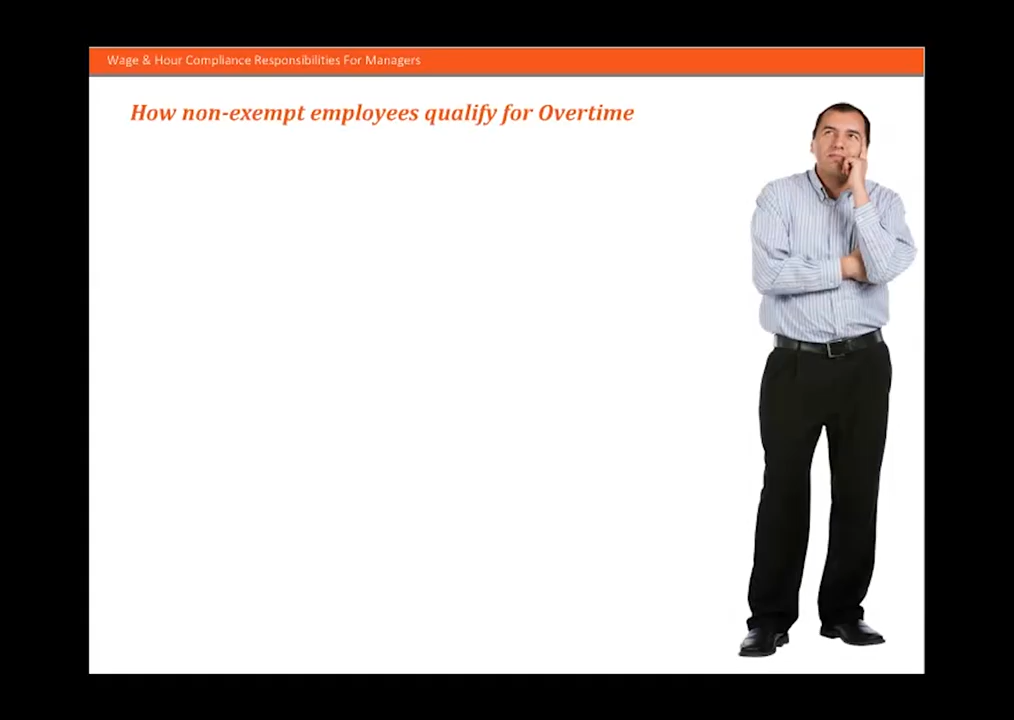 Wage & Hour Compliance Responsibilities For Managers
How non-exempt employees qualify for Overtime